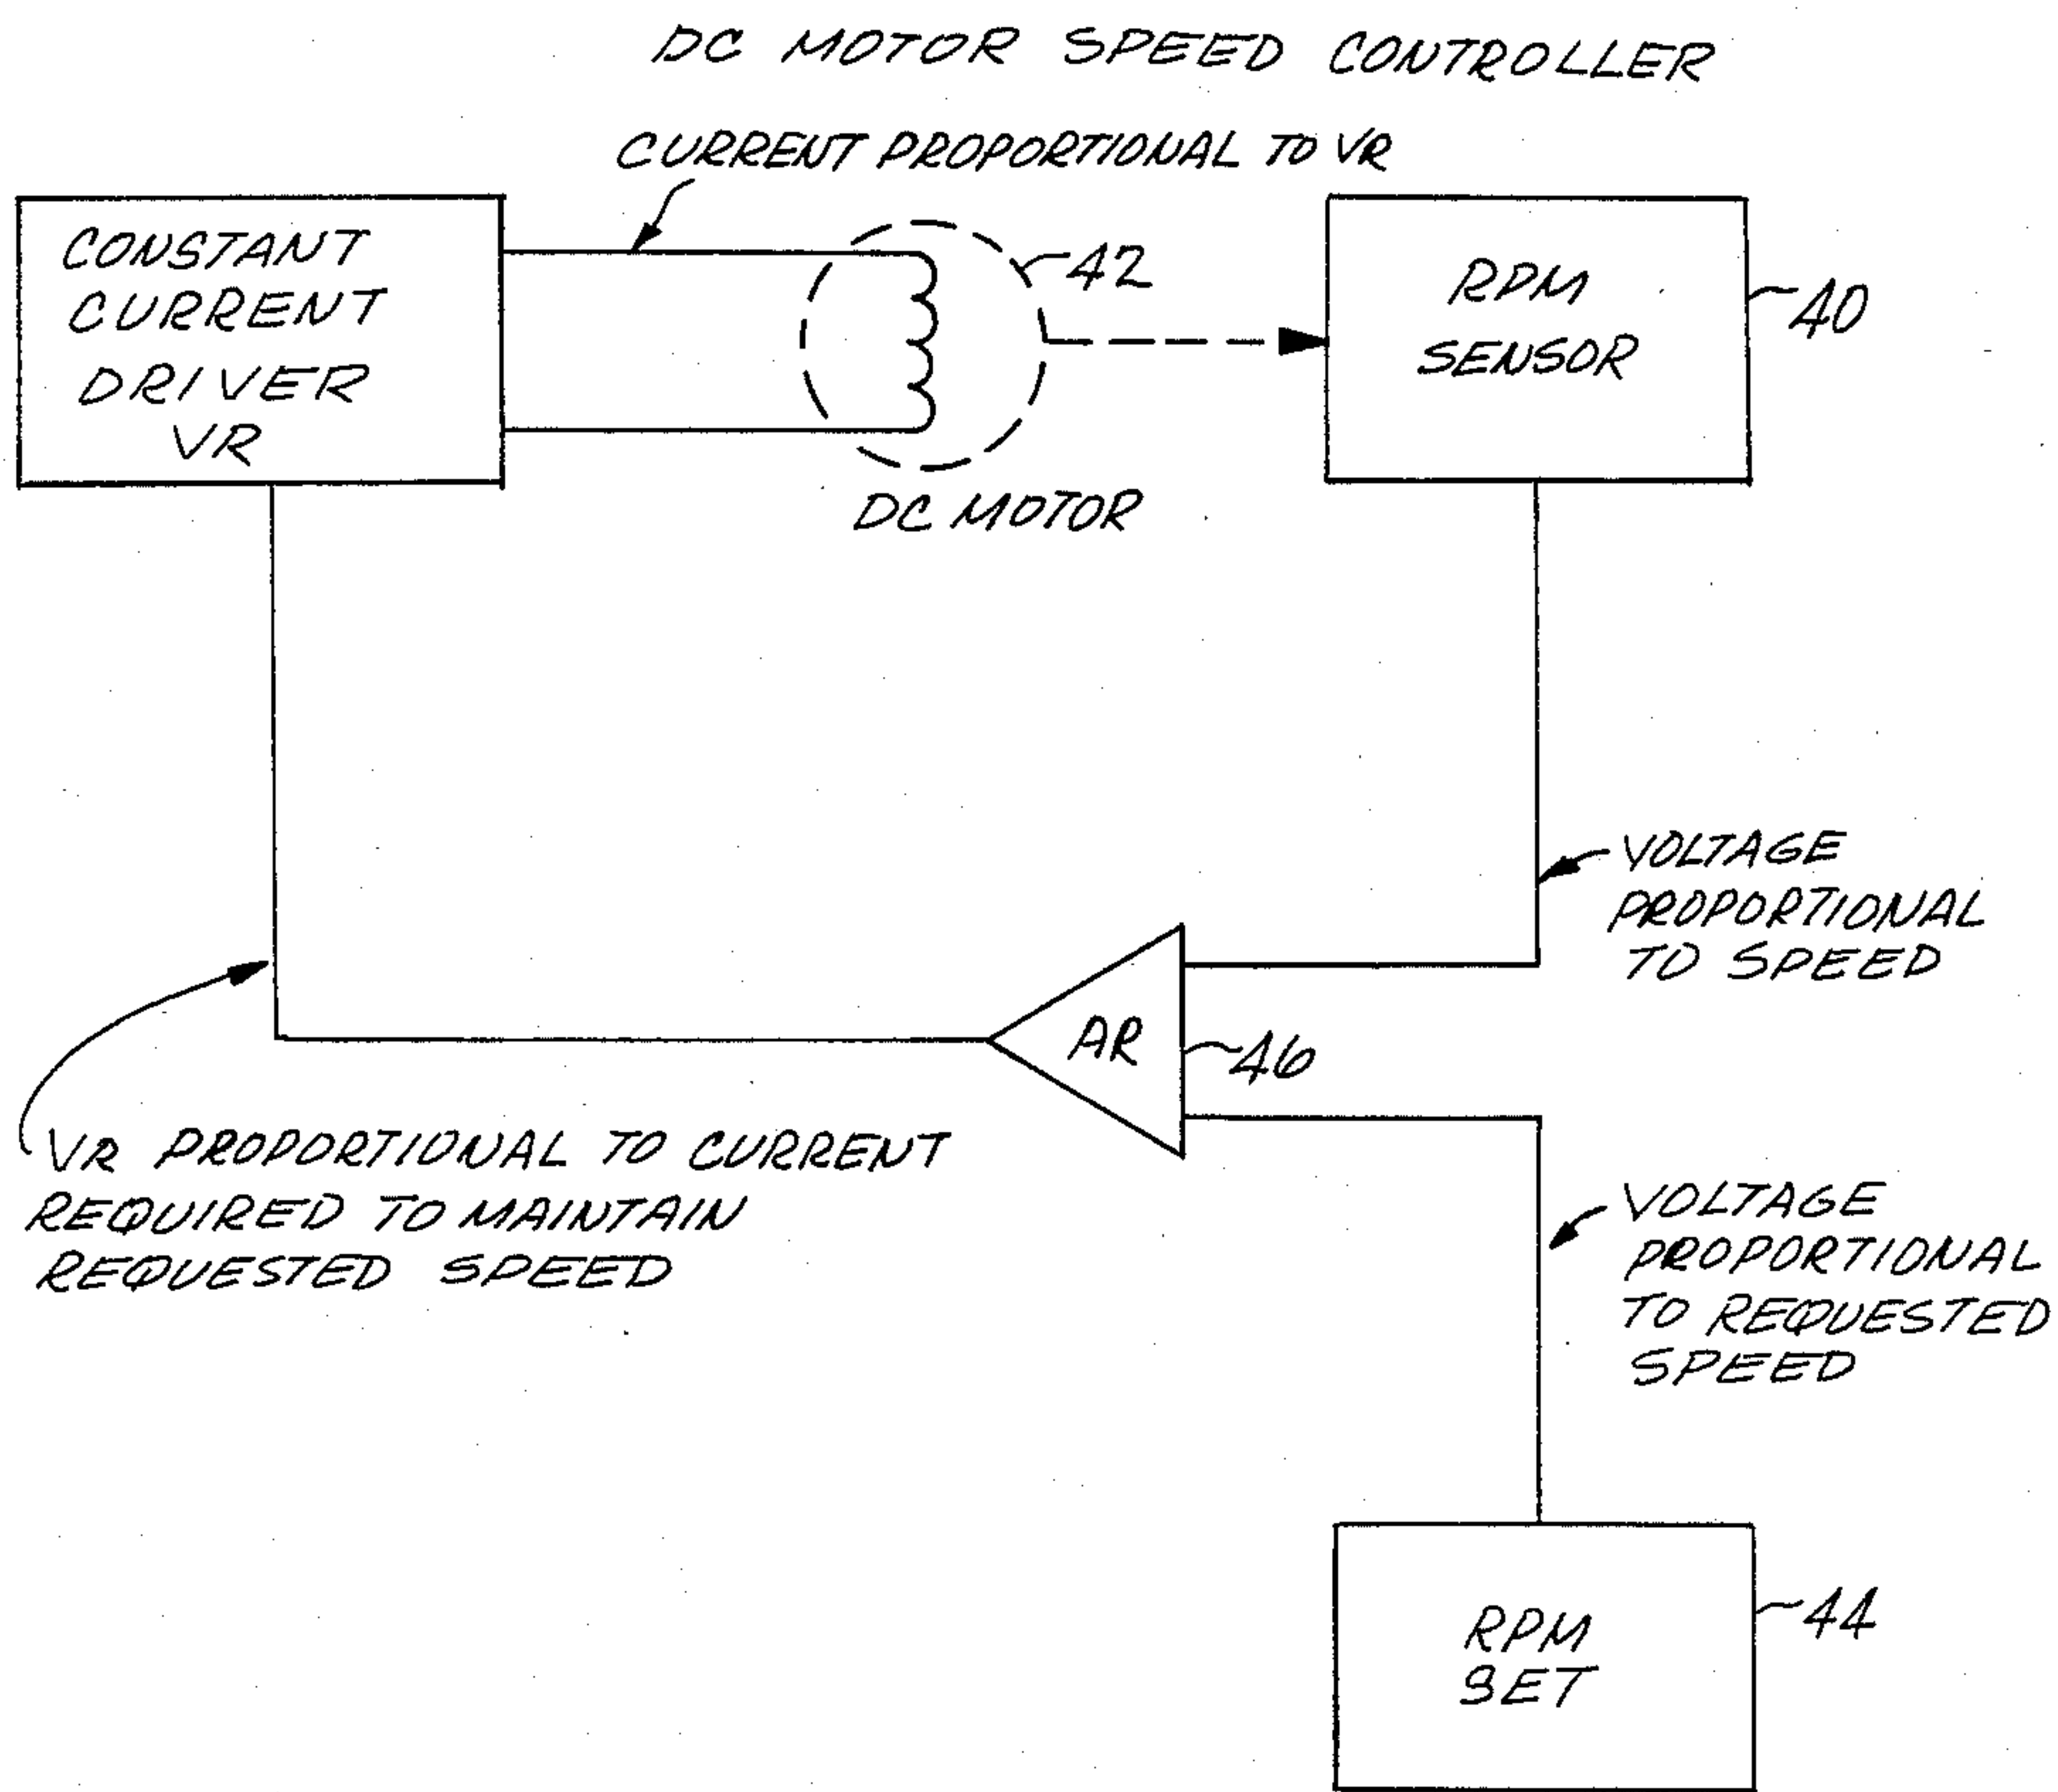 DC MOTOR SPEED CONTROLLER
CURRENT PROPORTIONAL TO VR
CONSTANT
CURRENT
DRIVER
VR
42
DC MOTOR
RPM
SENSOR
40
VOLTAGE
PROPORTIONAL
TO SPEED
AR
46
VR PROPORTIONAL TO CURRENT
REQUIRED TO MAINTAIN
REQUESTED SPEED
VOLTAGE
PROPORTIONAL
TO REQUESTED
SPEED
RPM
SET
44